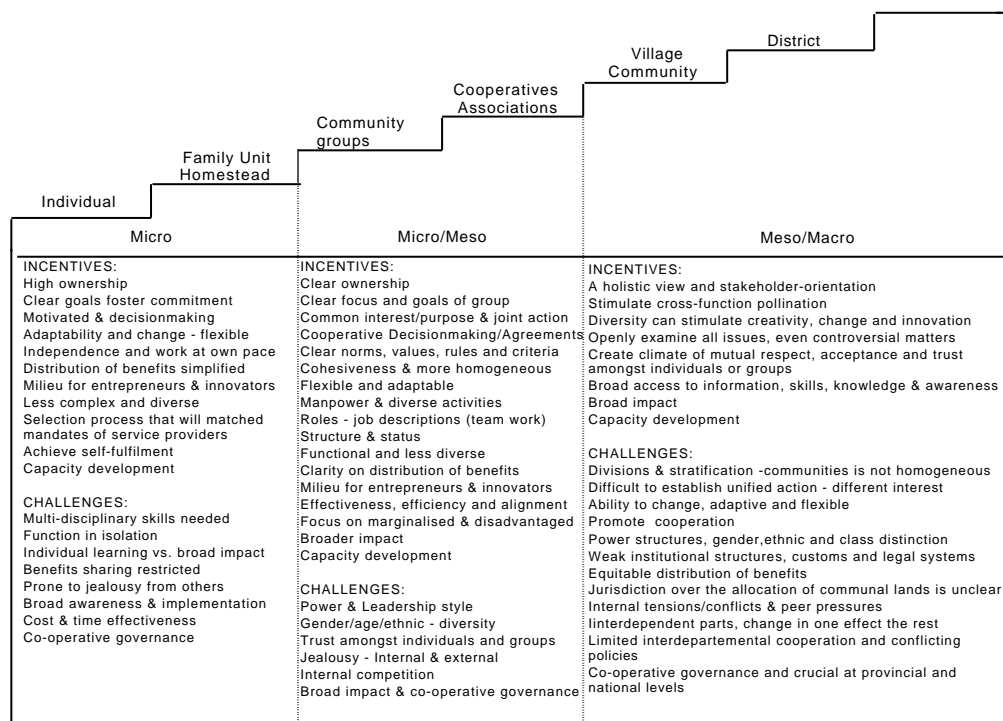 District
Village
Community
Cooperatives
Associations
Community
groups
Family Unit
Homestead
Individual
Micro
Micro/Meso
Meso/Macro
INCENTIVES:
High ownership
Clear goals foster commitment
Motivated & decisionmaking
Adaptability and change - flexible
Independence and work at own pace
Distribution of benefits simplified
Milieu for entrepreneurs & innovators
Less complex and diverse
Selection process that will matched
mandates of service providers
Achieve self-fulfilment
Capacity development
CHALLENGES:
Multi-disciplinary skills needed
Function in isolation
Individual learning vs. broad impact
Benefits sharing restricted
Prone to jealousy from others
Broad awareness & implementation
Cost & time effectiveness
Co-operative governance
INCENTIVES:
Clear ownership
Clear focus and goals of group
Common interest/purpose & joint action
Cooperative Decisionmaking/Agreements
Clear norms, values, rules and criteria
Cohesiveness & more homogeneous
Flexible and adaptable
Manpower & diverse activities
Roles - job descriptions (team work)
Structure & status
Functional and less diverse
Clarity on distribution of benefits
Milieu for entrepreneurs & innovators
Effectiveness, efficiency and alignment
Focus on marginalised & disadvantaged
Broader impact
Capacity development
CHALLENGES:
Power & Leadership style
Gender/age/ethnic - diversity
Trust amongst individuals and groups
Jealousy - Internal & external
Internal competition
Broad impact & co-operative governance
INCENTIVES:
A holistic view and stakeholder-orientation
Stimulate cross-function pollination
Diversity can stimulate creativity, change and innovation
Openly examine all issues, even controversial matters
Create climate of mutual respect, acceptance and trust
amongst individuals or groups
Broad access to information, skills, knowledge & awareness
Broad impact
Capacity development
CHALLENGES:
Divisions & stratification -communities is not homogeneous
Difficult to establish unified action - different interest
Ability to change, adaptive and flexible
Promote cooperation
Power structures, gender,ethnic and class distinction
Weak institutional structures, customs and legal systems
Equitable distribution of benefits
Jurisdiction over the allocation of communal lands is unclear
Internal tensions/conflicts & peer pressures
Iinterdependent parts, change in one effect the rest
Limited interdepartemental cooperation and conflicting
policies
Co-operative governance and crucial at provincial and
national levels